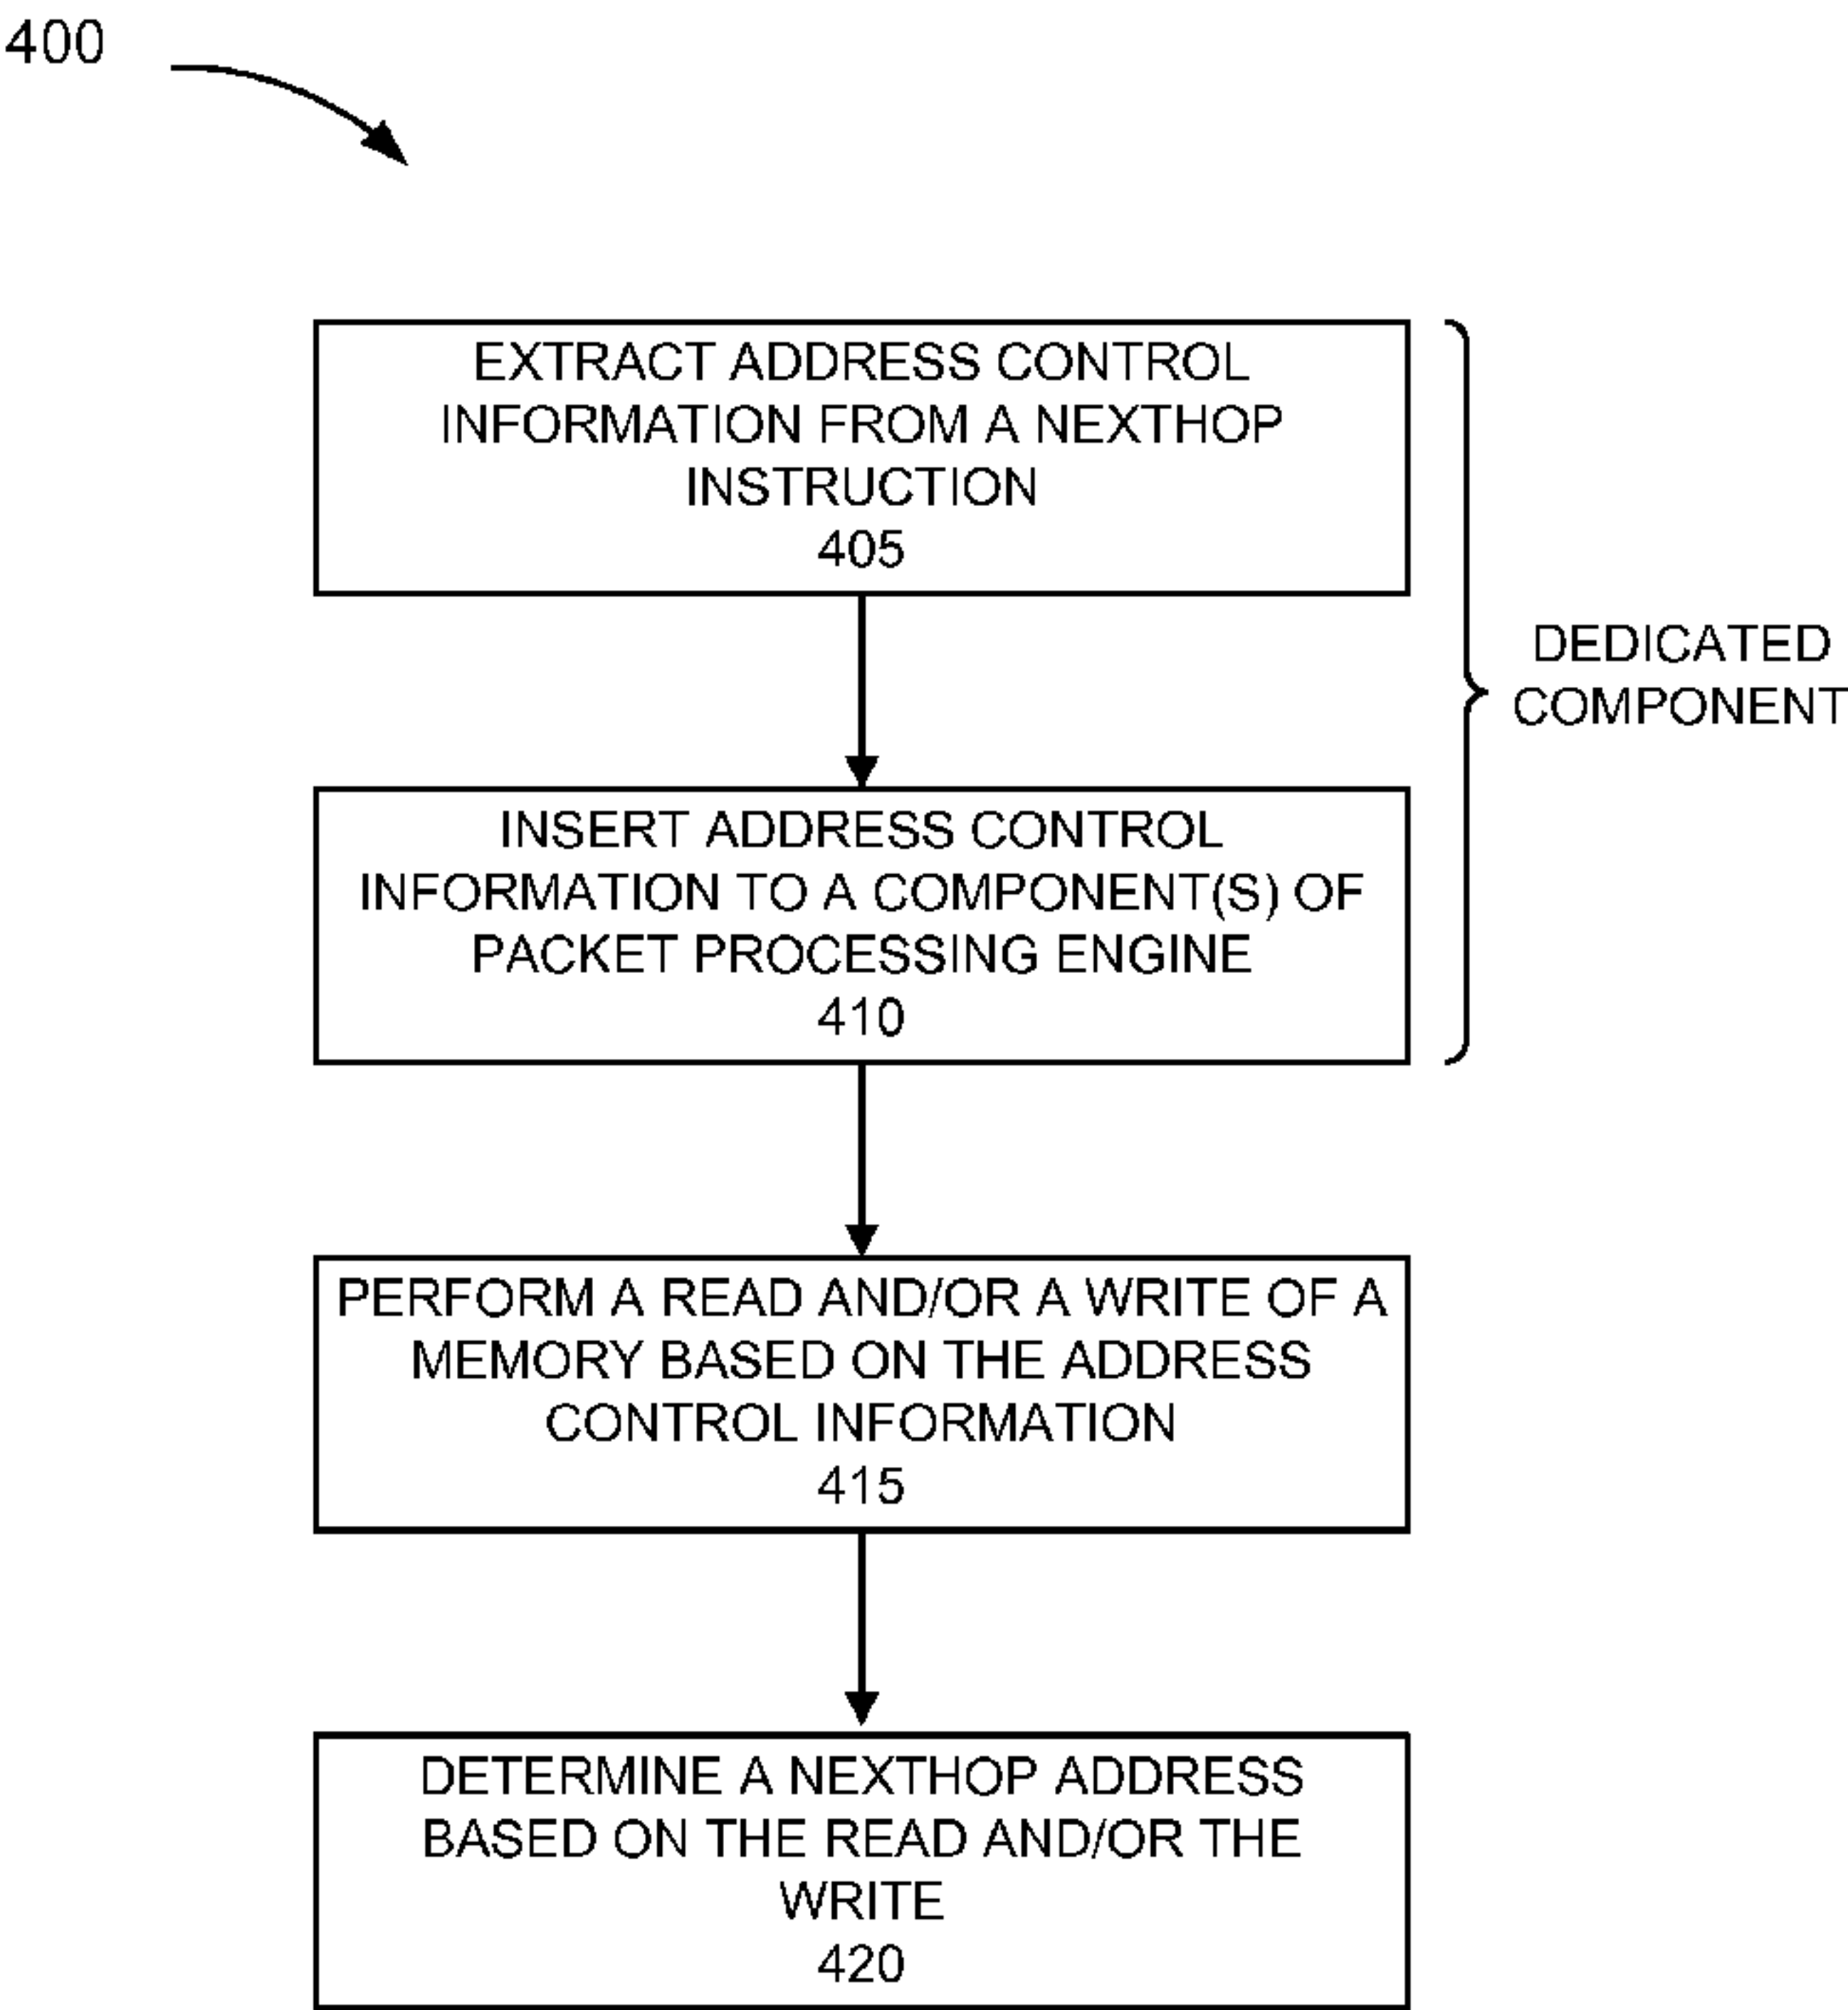 400
EXTRACT ADDRESS CONTROL
INFORMATION FROM A NEXTHOP
INSTRUCTION
405
DEDICATED
COMPONENT
INSERT ADDRESS CONTROL
INFORMATION TO A COMPONENT(S) OF
PACKET PROCESSING ENGINE
410
PERFORM A READ AND/OR A WRITE OF A
MEMORY BASED ON THE ADDRESS
CONTROL INFORMATION
415
DETERMINE A NEXTHOP ADDRESS
BASED ON THE READ AND/OR THE
WRITE
420